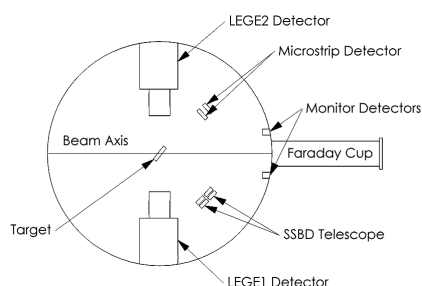 LEGE2 Detector
Microstrip Detector
Monitor Detectors
Beam Axis
Faraday Cup
Target
SSBD Telescope
LEGE1 Detector